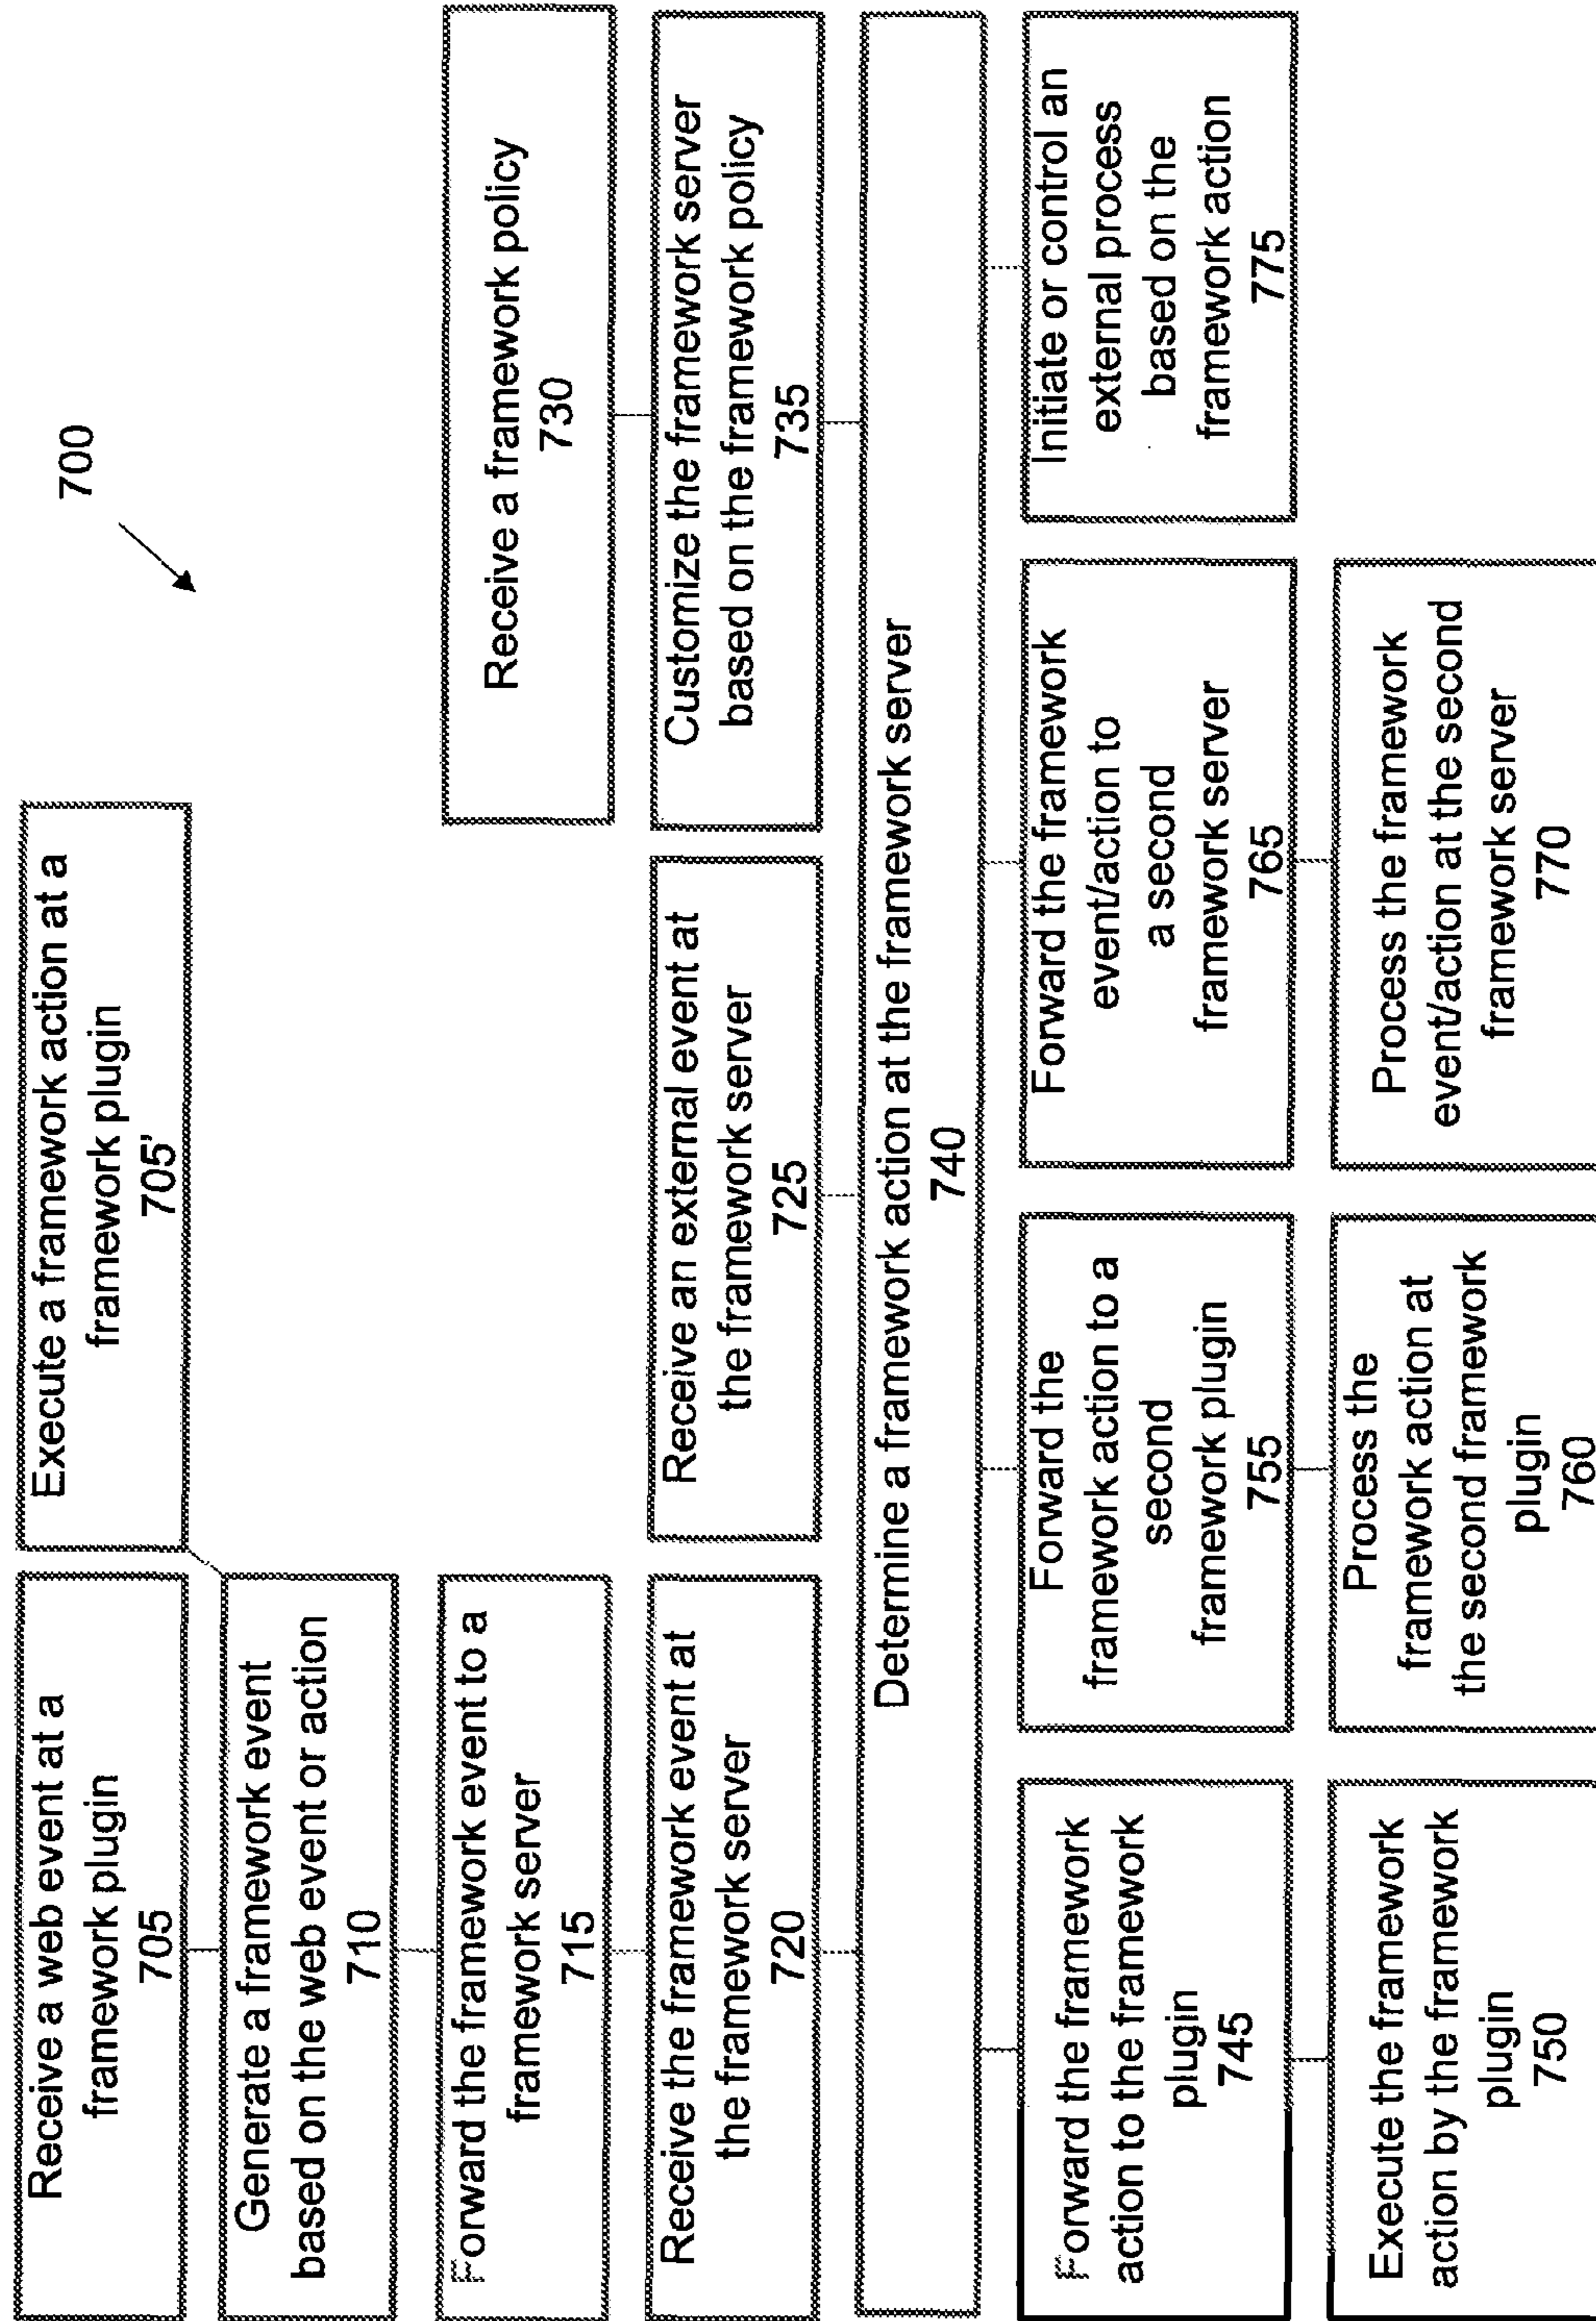 700
Receive a web event at a
framework plugin
705
Execute a framework action at a
framework plugin
705'
Generate a framework event
based on the web event or action
710
Forward the framework event to a
framework server
715
Receive a framework policy
730
Receive the framework event at
the framework server
720
Receive an external event at
the framework server
725
Customize the framework server
based on the framework policy
735
Determine a framework action at the framework server
740
Forward the framework
action to the framework
plugin
745
Forward the
framework action to a
second
framework plugin
755
Forward the framework
event/action to
a second
framework server
765
Initiate or control an
external process
based on the
framework action
775
Execute the framework
action by the framework
plugin
750
Process the
framework action at
the second framework
plugin
760
Process the framework
event/action at the second
framework server
770